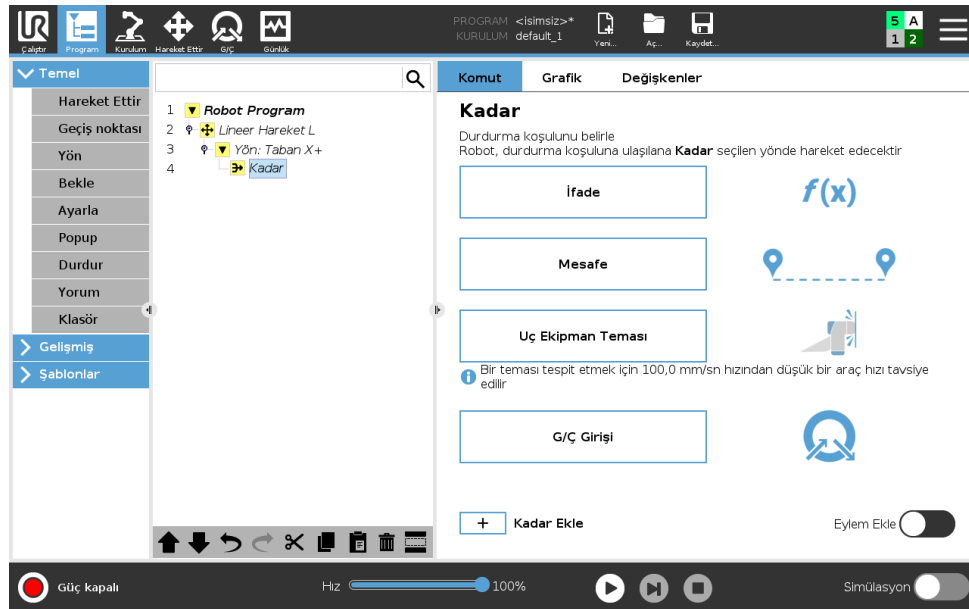 PROGRAM <isimsiz>*
KURULUM default_1
Çalıştır Program Kurulum Hareket Ettir G/Ç Günlük Yeni... Aç... Kaydet...
5 A
1 2
Temel
Hareket Ettir
Geçiş noktası
Yön
Bekle
Ayarla
Popup
Durdur
Yorum
Klasör
Gelişmiş
Şablonlar
1 Robot Program
2 Lineer Hareket L
3 Yön: Taban X+
4 Kadar
Komut Grafik Değişkenler
Kadar
Durdurma koşulunu belirle
Robot, durdurma koşuluna ulaşılana Kadar seçilen yönde hareket edecektir
İfade f(x)
Mesafe
Uç Ekipman Teması
Bir teması tespit etmek için 100,0 mm/sn hızından düşük bir araç hızı tavsiye
edilir
G/Ç Girişi
+ Kadar Ekle Eylem Ekle
Güç kapalı Hız 100% Simülasyon